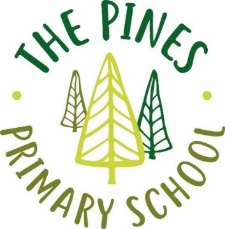 THE PINES
PRIMARY SCHOOL